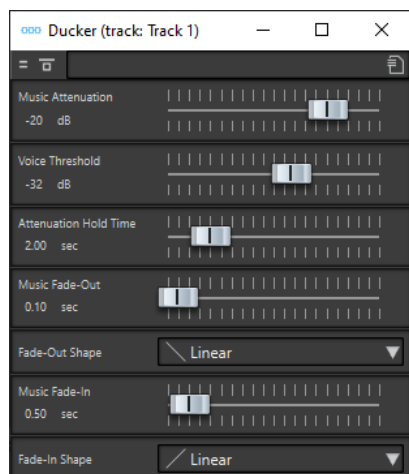 Ducker (track: Track 1)
Music Attenuation
-20 dB
Voice Threshold
-32 dB
Attenuation Hold Time
2.00 sec
Music Fade-Out
0.10 sec
Fade-Out Shape Linear
Music Fade-In
0.50 sec
Fade-In Shape Linear